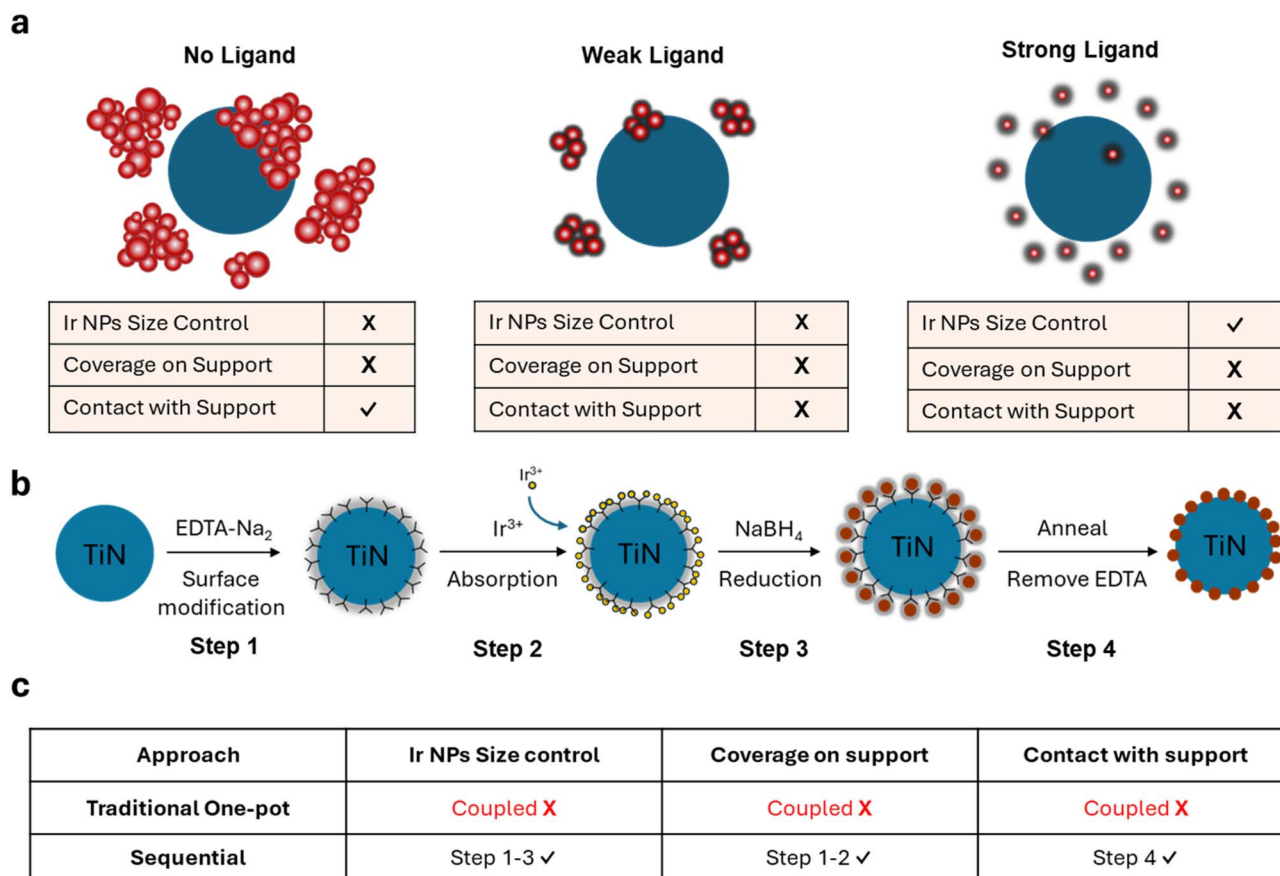 a
No Ligand
Weak Ligand
Strong Ligand
Ir NPs Size Control X
Coverage on Support X
Contact with Support ✓
Ir NPs Size Control X
Coverage on Support X
Contact with Support X
Ir NPs Size Control ✓
Coverage on Support X
Contact with Support X
b
TiN
EDTA-Na₂
Surface
modification
Step 1
TiN
Ir³⁺
Ir³⁺
Absorption
Step 2
TiN
NaBH₄
Reduction
Step 3
TiN
Anneal
Remove EDTA
Step 4
TiN
c
Approach Ir NPs Size control Coverage on support Contact with support
Traditional One-pot Coupled X Coupled X Coupled X
Sequential Step 1-3 ✓ Step 1-2 ✓ Step 4 ✓